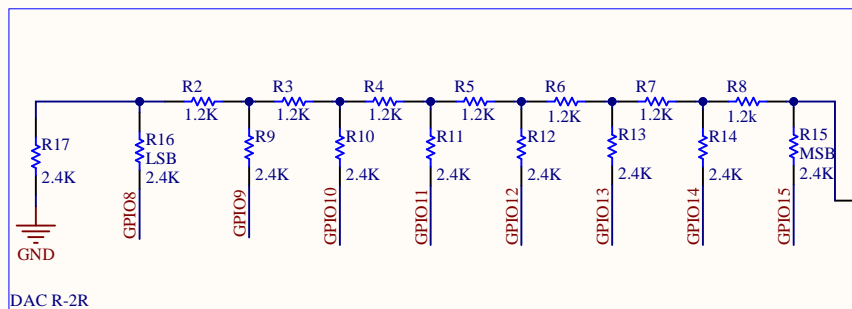 R2 R3 R4 R5 R6 R7 R8
1.2K 1.2K 1.2K 1.2K 1.2K 1.2K 1.2k
R17 R16 R9 R10 R11 R12 R13 R14 R15
LSB MSB
2.4K 2.4K 2.4K 2.4K 2.4K 2.4K 2.4K 2.4K 2.4K
GPIO8 GPIO9 GPIO10 GPIO11 GPIO12 GPIO13 GPIO14 GPIO15
GND
DAC R-2R